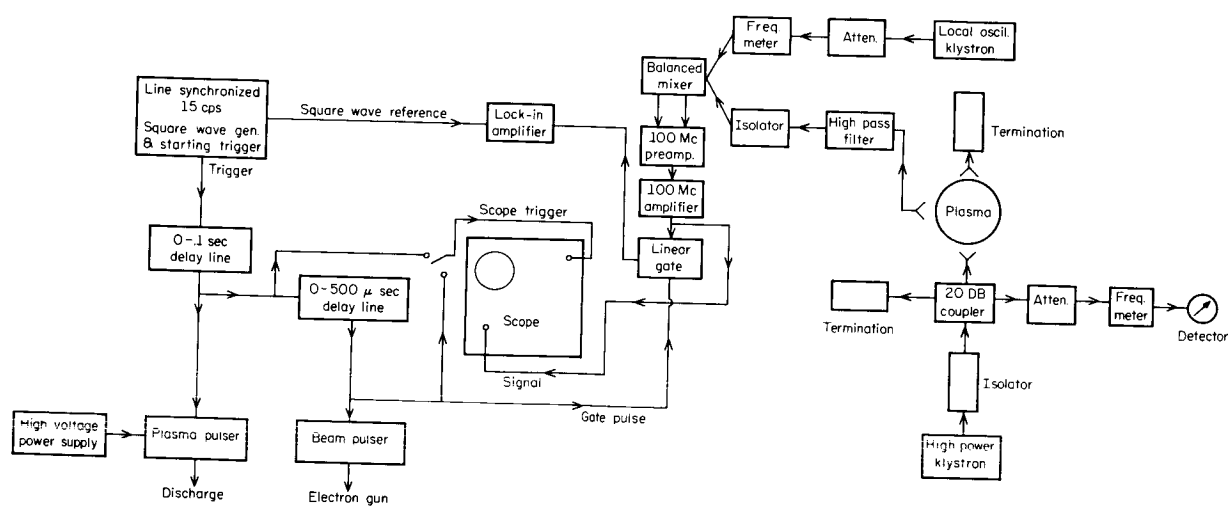 Line synchronized
15 cps
Square wave gen.
& starting trigger
Trigger
Square wave reference
Lock-in
amplifier
Freq.
meter
Atten.
Local oscil.
klystron
Balanced
mixer
Isolator
High pass
filter
Termination
100 Mc
preamp.
100 Mc
amplifier
Plasma
Linear
gate
Scope trigger
Scope
Signal
0-.1 sec
delay line
0-500 μ sec
delay line
Gate pulse
Termination
20 DB
coupler
Atten.
Freq.
meter
Detector
Isolator
High power
klystron
High voltage
power supply
Plasma pulser
Beam pulser
Discharge
Electron gun